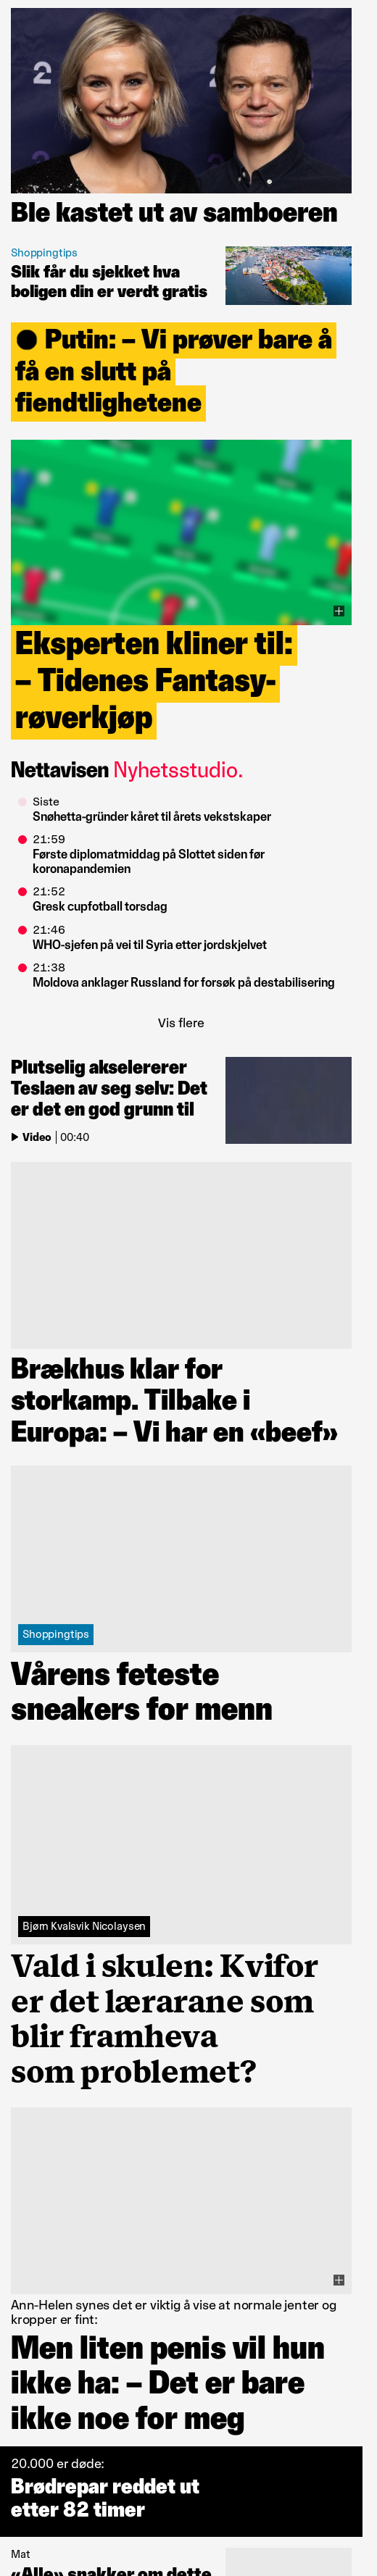 Ble kastet ut av samboeren
Shoppingtips
Slik får du sjekket hva
boligen din er verdt gratis
Putin: – Vi prøver bare å
få en slutt på
fiendtlighetene
Eksperten kliner til:
– Tidenes Fantasy-
røverkjøp
Nettavisen Nyhetsstudio.
Siste
Snøhetta-gründer kåret til årets vekstskaper
21:59
Første diplomatmiddag på Slottet siden før
koronapandemien
21:52
Gresk cupfotball torsdag
21:46
WHO-sjefen på vei til Syria etter jordskjelvet
21:38
Moldova anklager Russland for forsøk på destabilisering
Vis flere
Plutselig akselererer
Teslaen av seg selv: Det
er det en god grunn til
Video | 00:40
Brækhus klar for
storkamp. Tilbake i
Europa: – Vi har en «beef»
Shoppingtips
Vårens feteste
sneakers for menn
Bjørn Kvalsvik Nicolaysen
Vald i skulen: Kvifor
er det lærarane som
blir framheva
som problemet?
Ann-Helen synes det er viktig å vise at normale jenter og
kropper er fint:
Men liten penis vil hun
ikke ha: – Det er bare
ikke noe for meg
20.000 er døde:
Brødrepar reddet ut
etter 82 timer
Mat
«Alle» snakker om dette